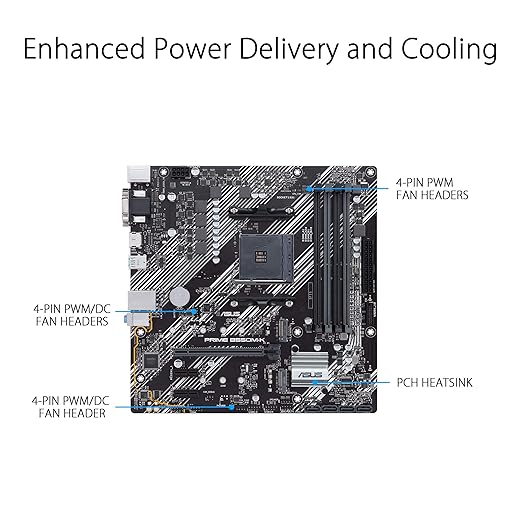 Enhanced Power Delivery and Cooling
4-PIN PWM
FAN HEADERS
4-PIN PWM/DC
FAN HEADERS
ASUS
PRIME B550M-K
ASUS
PCH HEATSINK
4-PIN PWM/DC
FAN HEADER